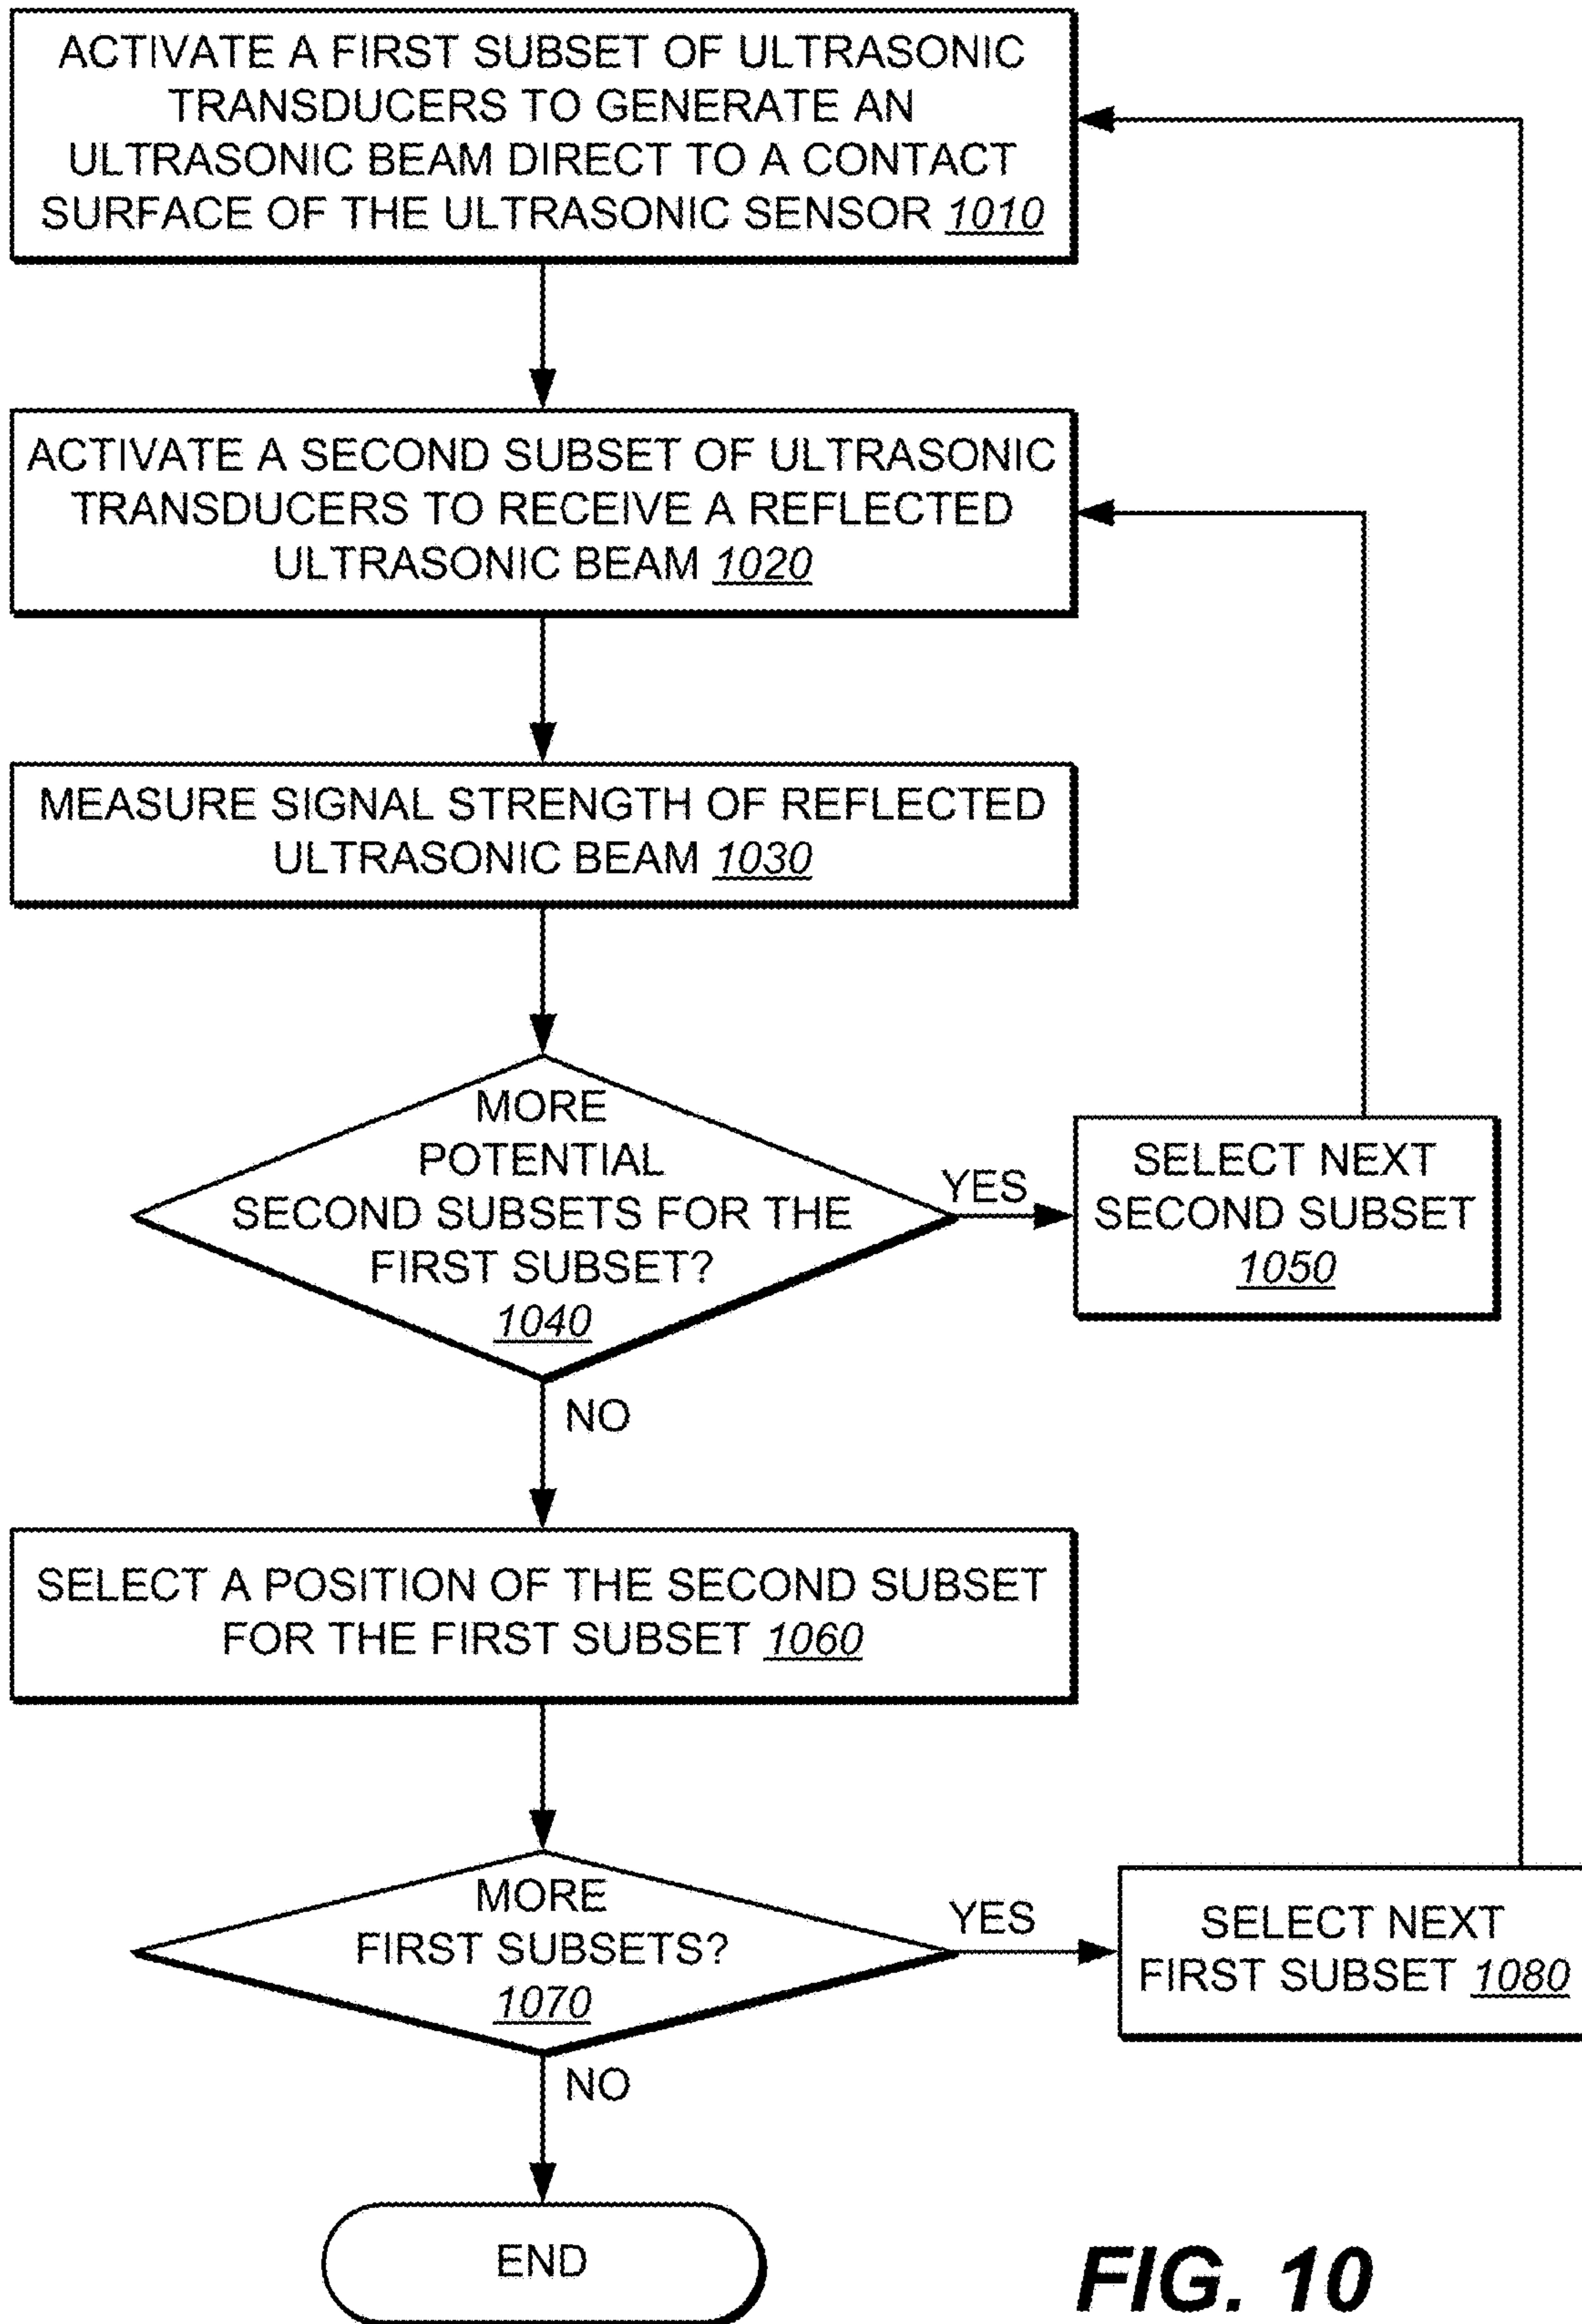 ACTIVATE A FIRST SUBSET OF ULTRASONIC
TRANSDUCERS TO GENERATE AN
ULTRASONIC BEAM DIRECT TO A CONTACT
SURFACE OF THE ULTRASONIC SENSOR 1010
ACTIVATE A SECOND SUBSET OF ULTRASONIC
TRANSDUCERS TO RECEIVE A REFLECTED
ULTRASONIC BEAM 1020
MEASURE SIGNAL STRENGTH OF REFLECTED
ULTRASONIC BEAM 1030
MORE
POTENTIAL
SECOND SUBSETS FOR THE
FIRST SUBSET?
1040
YES
SELECT NEXT
SECOND SUBSET
1050
NO
SELECT A POSITION OF THE SECOND SUBSET
FOR THE FIRST SUBSET 1060
MORE
FIRST SUBSETS?
1070
YES
SELECT NEXT
FIRST SUBSET 1080
NO
END
FIG. 10